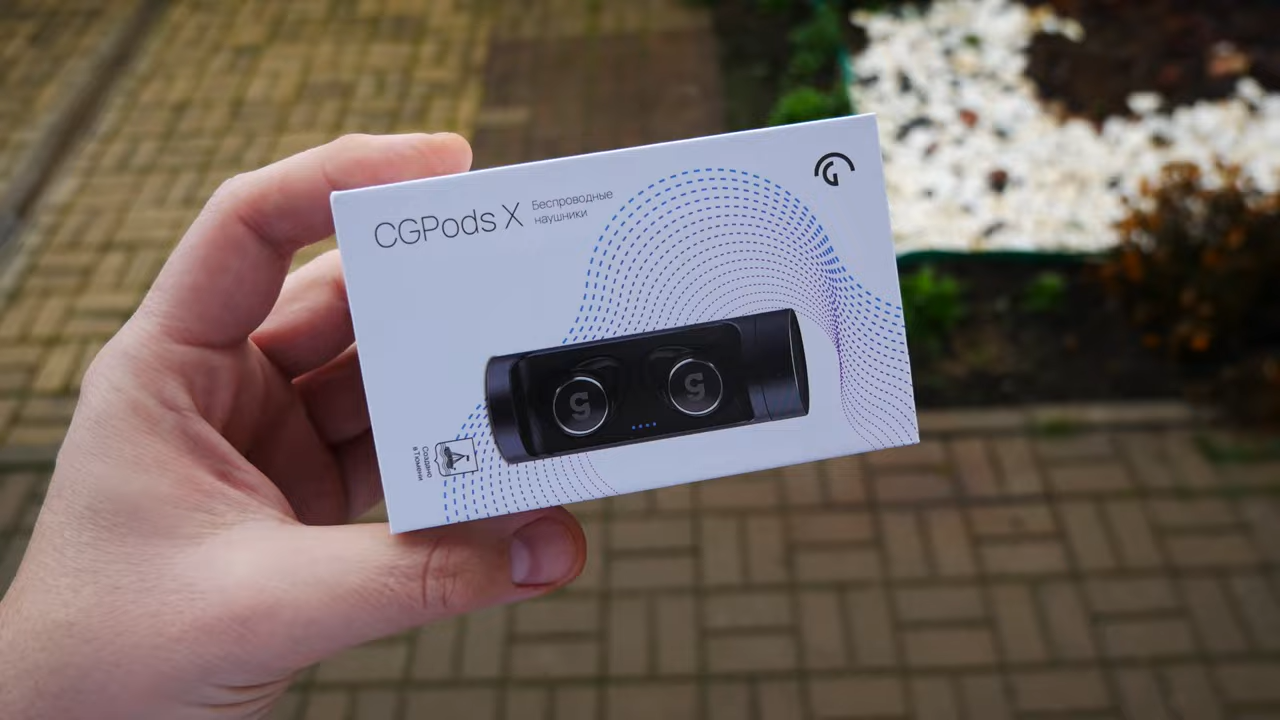 CGPods X
Беспроводные
наушники
Создано
в Тюмени